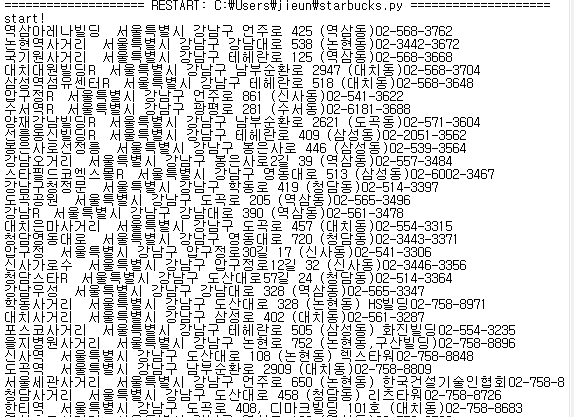 ==================== RESTART: C:₩Users₩jieun₩starbucks.py ====================
start!
역삼아레나빌딩  서울특별시 강남구 언주로 425 (역삼동)02-568-3762
논현역사거리  서울특별시 강남구 강남대로 538 (논현동)02-3442-3672
국기원사거리  서울특별시 강남구 테헤란로 125 (역삼동)02-568-3668
대치대원빌딩R  서울특별시 강남구 남부순환로 2947 (대치동)02-568-3704
삼성역섬유센터R  서울특별시 강남구 테헤란로 518 (대치동)02-568-3648
압구정R  서울특별시 강남구 언주로 861 (신사동)02-541-3622
수서역R  서울특별시 강남구 광평로 281 (수서동)02-6181-3688
양재강남빌딩R  서울특별시 강남구 남부순환로 2621 (도곡동)02-571-3604
선릉동신빌딩R  서울특별시 강남구 테헤란로 409 (삼성동)02-2051-3562
봉은사로선정릉  서울특별시 강남구 봉은사로 446 (삼성동)02-539-3564
강남오거리  서울특별시 강남구 봉은사로2길 39 (역삼동)02-557-3484
스타필드코엑스몰R  서울특별시 강남구 영동대로 513 (삼성동)02-6002-3467
강남구청정문  서울특별시 강남구 학동로 419 (청담동)02-514-3397
도곡공원  서울특별시 강남구 도곡로 205 (역삼동)02-565-3496
강남R  서울특별시 강남구 강남대로 390 (역삼동)02-561-3478
대치은마사거리  서울특별시 강남구 도곡로 457 (대치동)02-554-3315
청담영동대로  서울특별시 강남구 영동대로 720 (청담동)02-3443-3371
압구정  서울특별시 강남구 압구정로30길 17 (신사동)02-541-3306
신사가로수  서울특별시 강남구 압구정로12길 32 (신사동)02-3446-3356
청담스타R  서울특별시 강남구 도산대로57길 24 (청담동)02-514-3364
강남우성  서울특별시 강남구 강남대로 328 (역삼동)02-565-3347
학동사거리  서울특별시 강남구 도산대로 328 (논현동) HS빌딩02-758-8971
대치사거리  서울특별시 강남구 삼성로 402 (대치동)02-561-3287
포스코사거리  서울특별시 강남구 테헤란로 505 (삼성동) 화진빌딩02-554-3235
을지병원사거리  서울특별시 강남구 논현로 752 (논현동,구산빌딩)02-758-8896
신사역  서울특별시 강남구 도산대로 108 (논현동) 렉스타워02-758-8848
도곡역  서울특별시 강남구 남부순환로 2909 (대치동)02-758-8809
서울세관사거리  서울특별시 강남구 언주로 650 (논현동) 한국건설기술인협회02-758-8
청담사거리  서울특별시 강남구 도산대로 458 (청담동) 리츠타워02-758-8726
한티역  서울특별시 강남구 도곡로 408, 디마크빌딩 101호 (대치동)02-758-8683